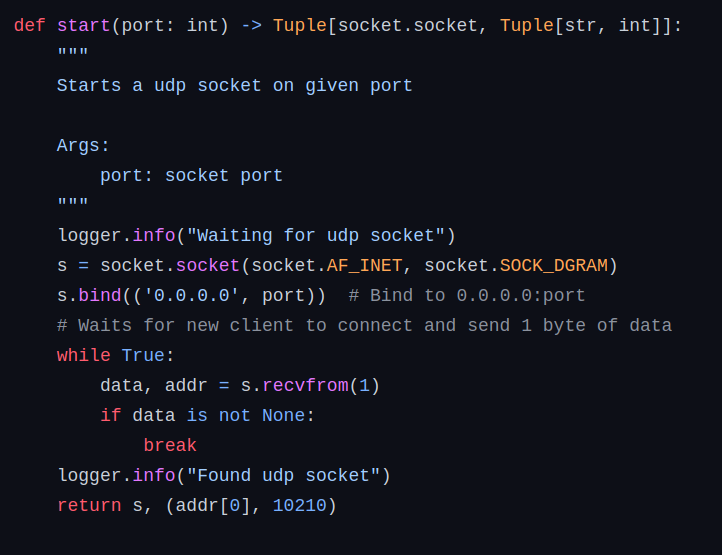 def start(port: int) -> Tuple[socket.socket, Tuple[str, int]]:
    """
    Starts a udp socket on given port

    Args:
        port: socket port
    """
    logger.info("Waiting for udp socket")
    s = socket.socket(socket.AF_INET, socket.SOCK_DGRAM)
    s.bind(('0.0.0.0', port))  # Bind to 0.0.0.0:port
    # Waits for new client to connect and send 1 byte of data
    while True:
        data, addr = s.recvfrom(1)
        if data is not None:
            break
    logger.info("Found udp socket")
    return s, (addr[0], 10210)